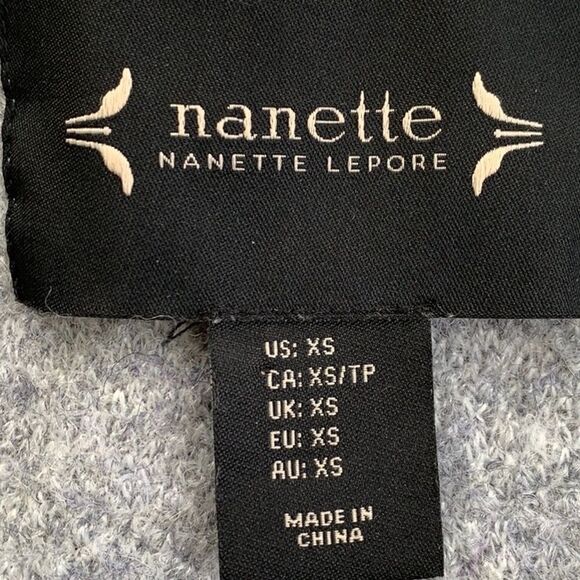 nanette
NANETTE LEPORE
US: XS
CA: XS/TP
UK: XS
EU: XS
AU: XS
MADE IN
CHINA